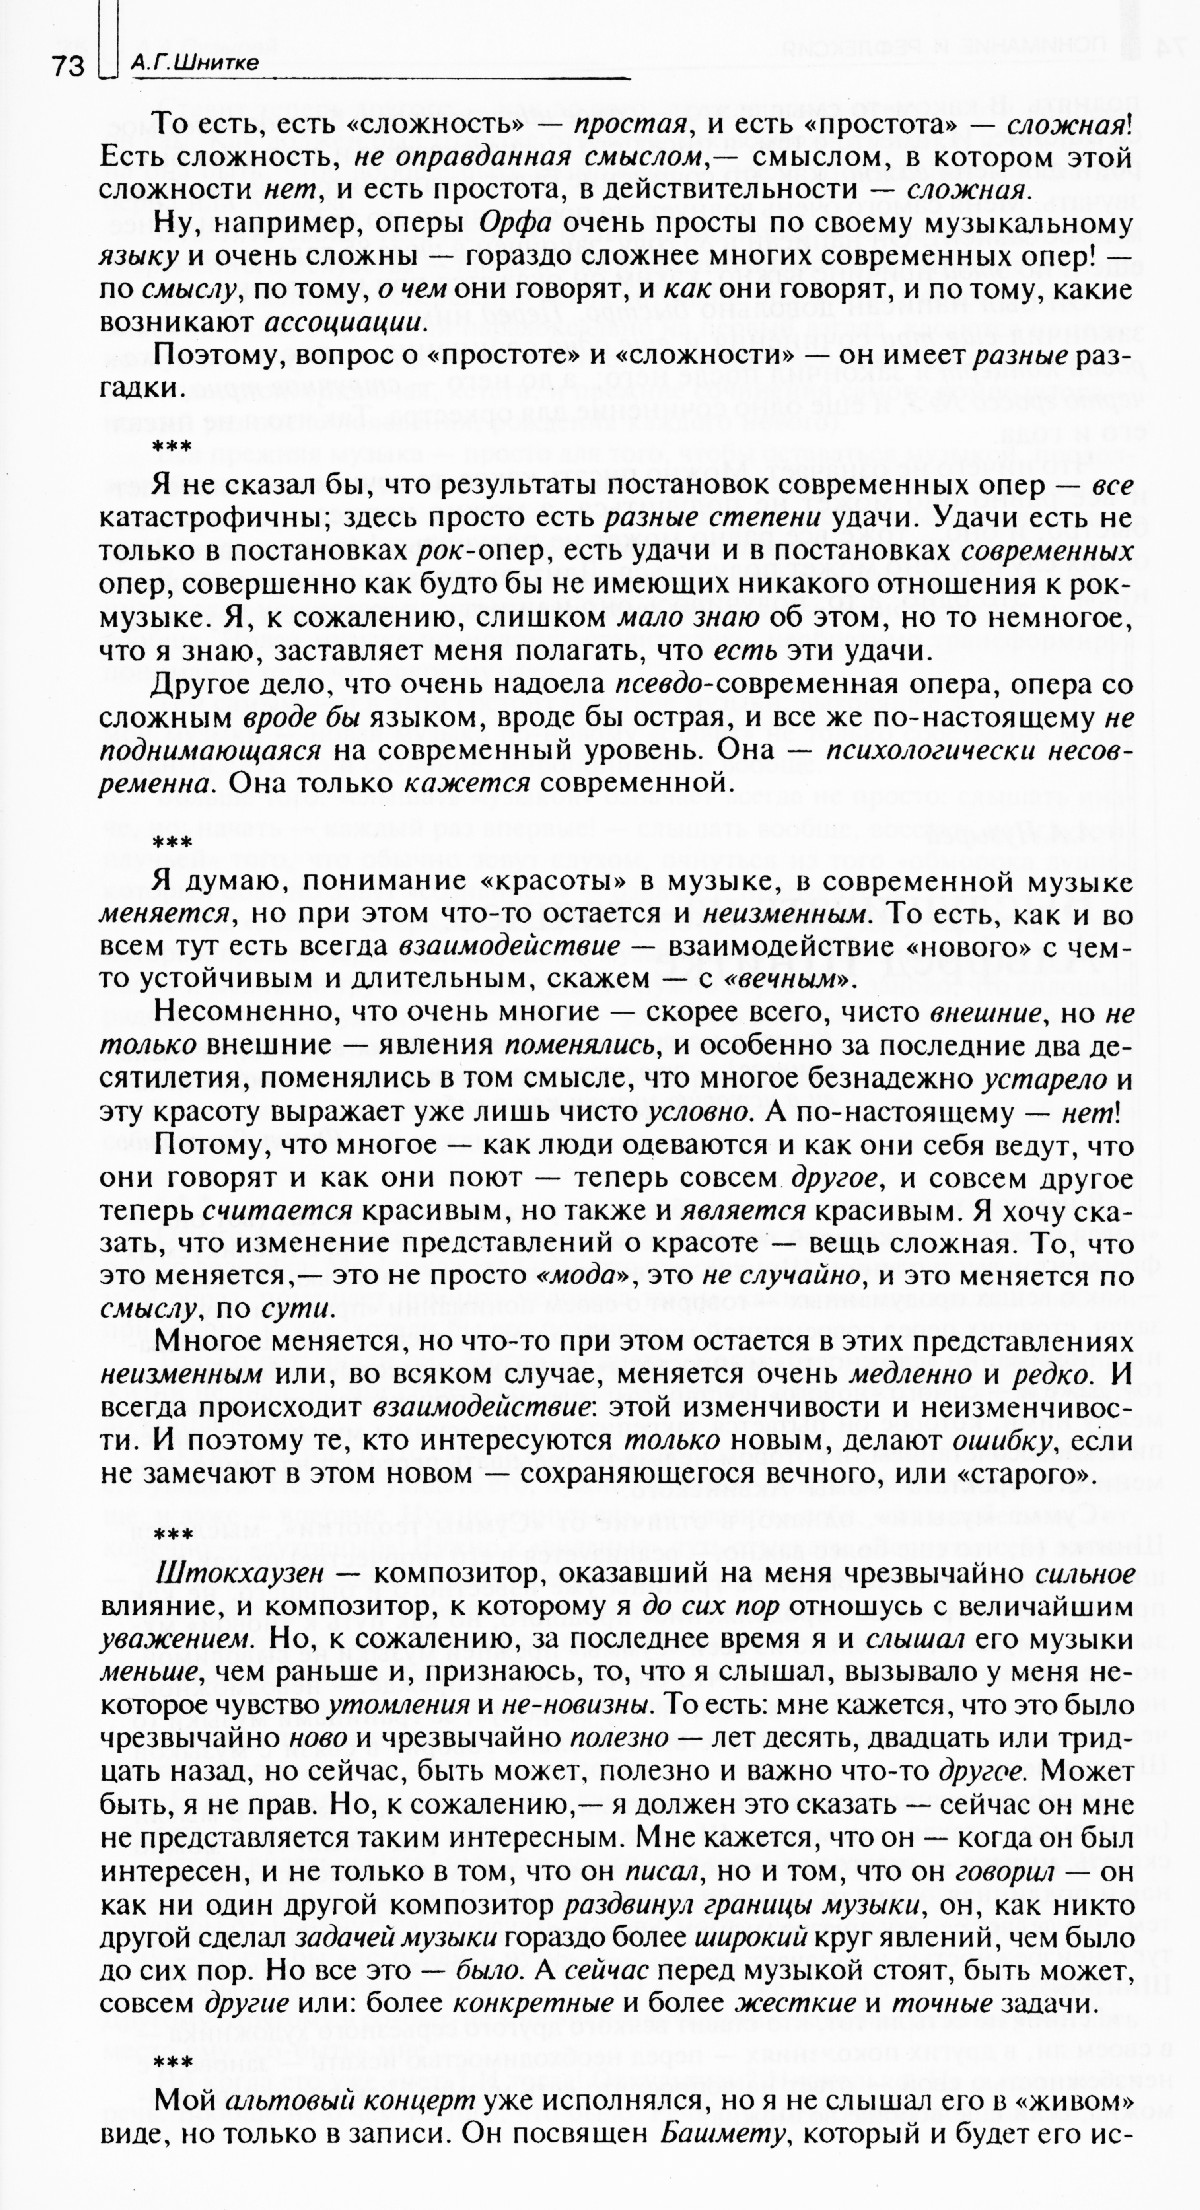 73
А.Г.Шнитке
То есть, есть «сложность» — простая, и есть «простота» — сложная!
Есть сложность, не оправданная смыслом,— смыслом, в котором этой
сложности нет, и есть простота, в действительности — сложная.
Ну, например, оперы Орфа очень просты по своему музыкальному
языку и очень сложны — гораздо сложнее многих современных опер! —
по смыслу, по тому, о чем они говорят, и как они говорят, и по тому, какие
возникают ассоциации.
Поэтому, вопрос о «простоте» и «сложности» — он имеет разные раз-
гадки.
***
Я не сказал бы, что результаты постановок современных опер — все
катастрофичны; здесь просто есть разные степени удачи. Удачи есть не
только в постановках рок-опер, есть удачи и в постановках современных
опер, совершенно как будто бы не имеющих никакого отношения к рок-
музыке. Я, к сожалению, слишком мало знаю об этом, но то немногое,
что я знаю, заставляет меня полагать, что есть эти удачи.
Другое дело, что очень надоела псевдо-современная опера, опера со
сложным вроде бы языком, вроде бы острая, и все же по-настоящему не
поднимающаяся на современный уровень. Она — психологически несов-
ременна. Она только кажется современной.
***
Я думаю, понимание «красоты» в музыке, в современной музыке
меняется, но при этом что-то остается и неизменным. То есть, как и во
всем тут есть всегда взаимодействие — взаимодействие «нового» с чем-
то устойчивым и длительным, скажем — с «вечным».
Несомненно, что очень многие — скорее всего, чисто внешние, но не
только внешние — явления поменялись, и особенно за последние два де-
сятилетия, поменялись в том смысле, что многое безнадежно устарело и
эту красоту выражает уже лишь чисто условно. А по-настоящему — нет!
Потому, что многое — как люди одеваются и как они себя ведут, что
они говорят и как они поют — теперь совсем другое, и совсем другое
теперь считается красивым, но также и является красивым. Я хочу ска-
зать, что изменение представлений о красоте — вещь сложная. То, что
это меняется,— это не просто «мода», это не случайно, и это меняется по
смыслу, по сути.
Многое меняется, но что-то при этом остается в этих представлениях
неизменным или, во всяком случае, меняется очень медленно и редко. И
всегда происходит взаимодействие: этой изменчивости и неизменчивос-
ти. И поэтому те, кто интересуются только новым, делают ошибку, если
не замечают в этом новом — сохраняющегося вечного, или «старого».
***
Штокхаузен — композитор, оказавший на меня чрезвычайно сильное
влияние, и композитор, к которому я до сих пор отношусь с величайшим
уважением. Но, к сожалению, за последнее время я и слышал его музыки
меньше, чем раньше и, признаюсь, то, что я слышал, вызывало у меня не-
которое чувство утомления и не-новизны. То есть: мне кажется, что это было
чрезвычайно ново и чрезвычайно полезно — лет десять, двадцать или трид-
цать назад, но сейчас, быть может, полезно и важно что-то другое. Может
быть, я не прав. Но, к сожалению,— я должен это сказать — сейчас он мне
не представляется таким интересным. Мне кажется, что он — когда он был
интересен, и не только в том, что он писал, но и том, что он говорил — он
как ни один другой композитор раздвинул границы музыки, он, как никто
другой сделал задачей музыки гораздо более широкий круг явлений, чем было
до сих пор. Но все это — было. А сейчас перед музыкой стоят, быть может,
совсем другие или: более конкретные и более жесткие и точные задачи.
***
Мой альтовый концерт уже исполнялся, но я не слышал его в «живом»
виде, но только в записи. Он посвящен Башмету, который и будет его ис-